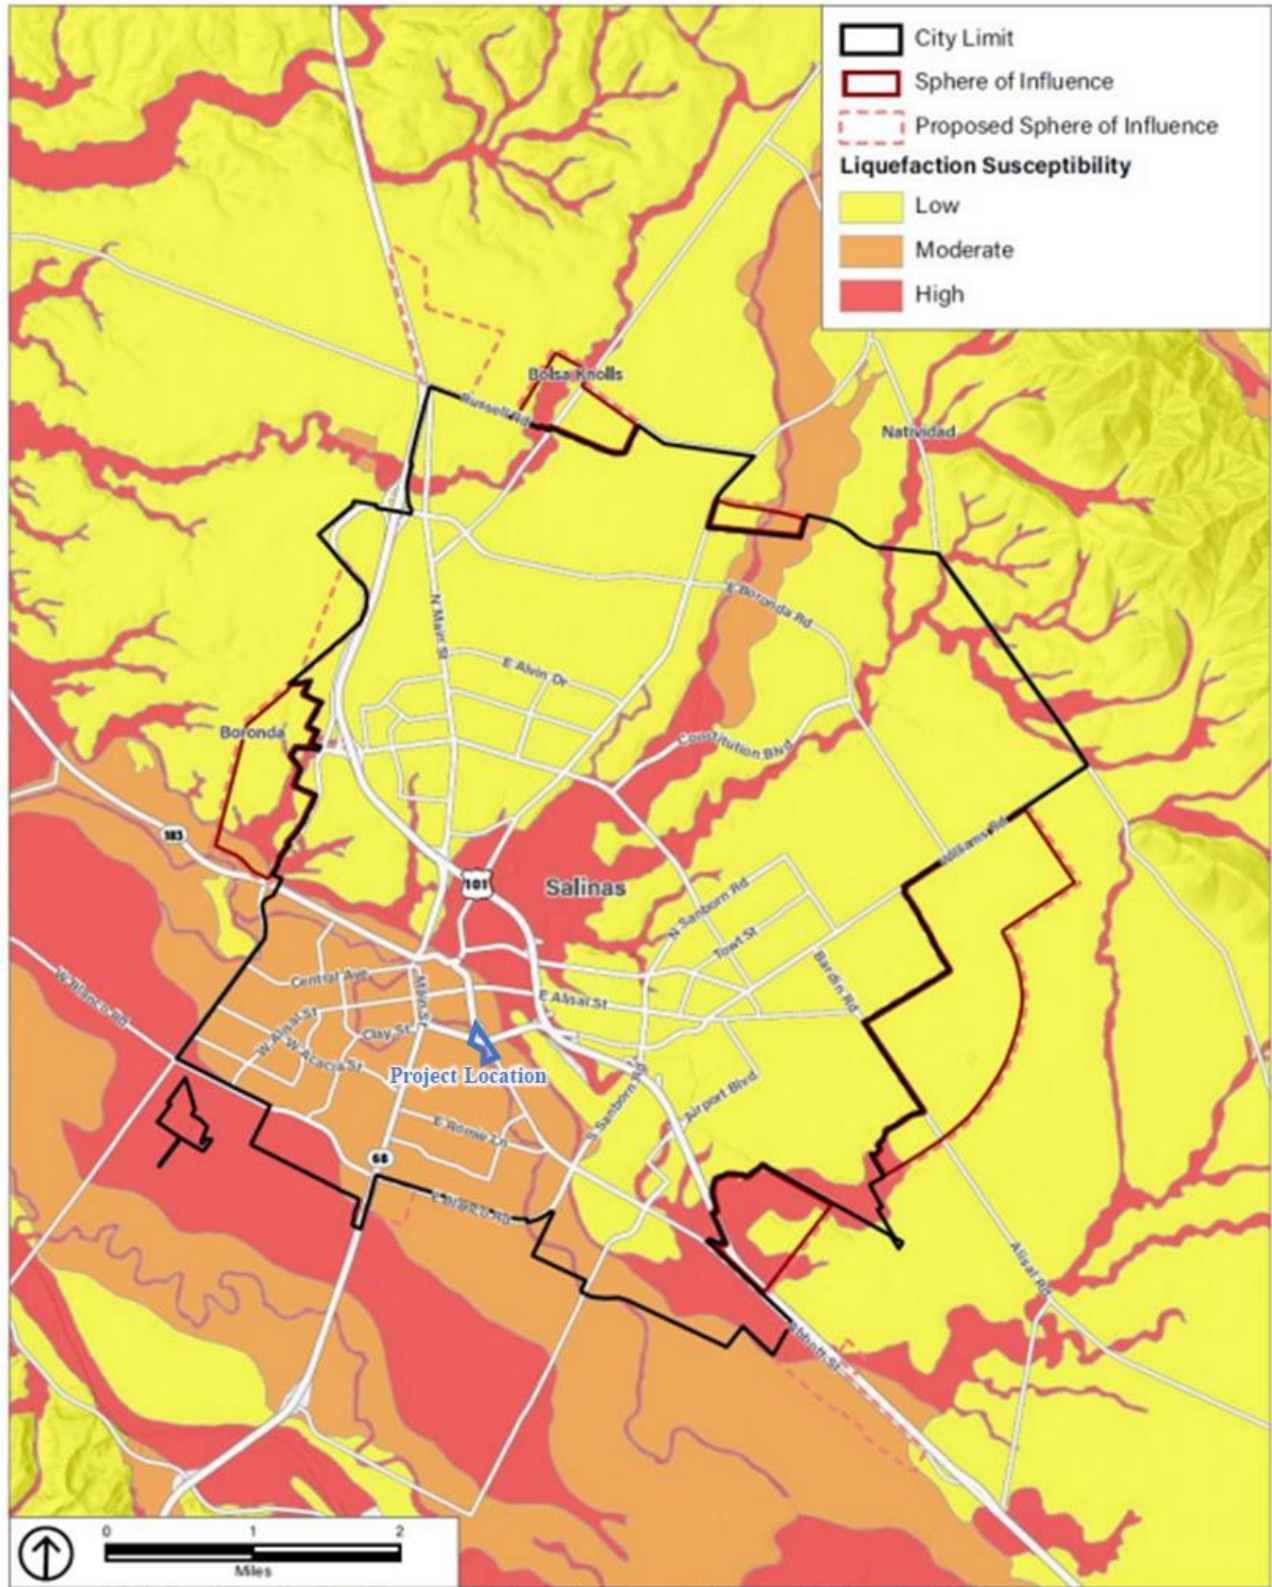 City Limit
Sphere of Influence
Proposed Sphere of Influence
Liquefaction Susceptibility
Low
Moderate
High
Bolsa Knolls
Russell Rd
Natividad
E Boronda Rd
N Main St
E Alvin Dr
Boronda
Constitution Blvd
183
Williams Rd
101
Salinas
N Sanborn Rd
Towt St
Bardin Rd
W Blanco Rd
Central Ave
Main St
E Alisal St
W Alisal St
Clay St
W Acacia St
Project Location
Airport Blvd
S Sanborn Rd
E Romie Ln
68
E Blanco Rd
Alisal Rd
Abbott St
0 1 2
Miles